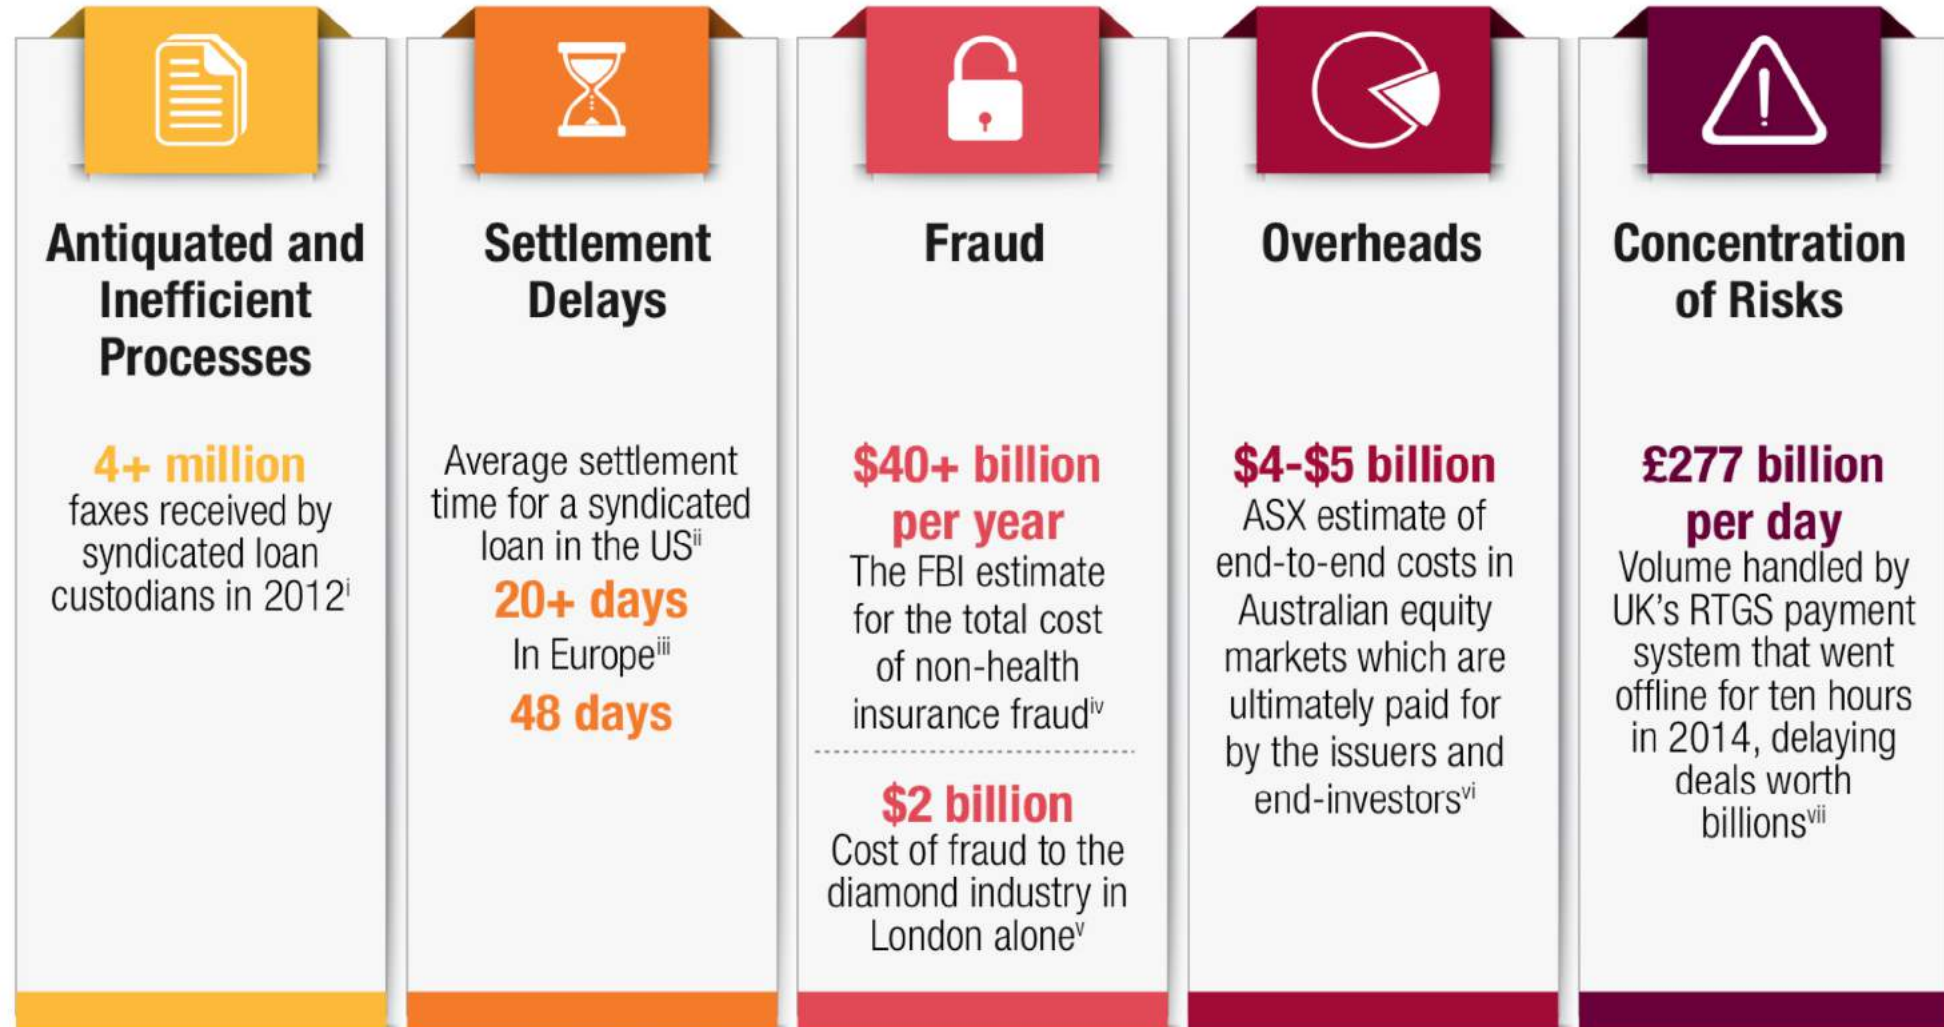 Antiquated and
Inefficient
Processes
4+ million
faxes received by
syndicated loan
custodians in 2012ⁱ
Settlement
Delays
Average settlement
time for a syndicated
loan in the USⁱⁱ
20+ days
In Europeⁱⁱⁱ
48 days
Fraud
$40+ billion
per year
The FBI estimate
for the total cost
of non-health
insurance fraudⁱᵛ
$2 billion
Cost of fraud to the
diamond industry in
London aloneᵛ
Overheads
$4-$5 billion
ASX estimate of
end-to-end costs in
Australian equity
markets which are
ultimately paid for
by the issuers and
end-investorsᵛⁱ
Concentration
of Risks
£277 billion
per day
Volume handled by
UK's RTGS payment
system that went
offline for ten hours
in 2014, delaying
deals worth
billionsᵛⁱⁱ